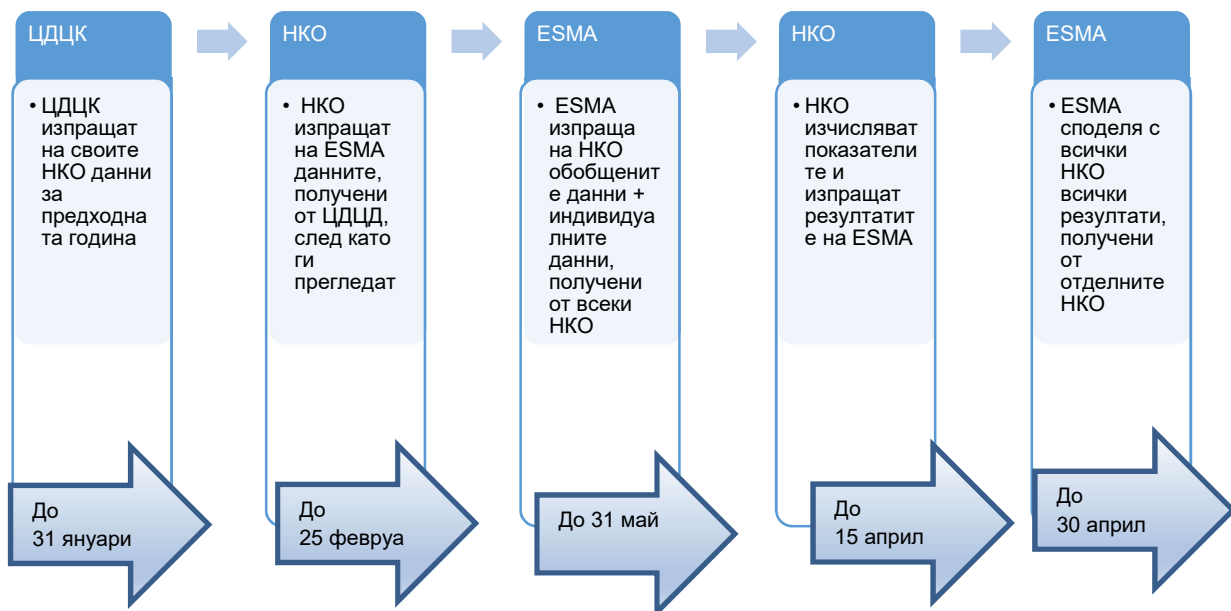 ЦДЦК
• ЦДЦК
изпращат
на своите
НКО данни
за
предходна
та година
До
31 януари
НКО
• НКО
изпращат
на ESMA
данните,
получени
от ЦДЦД,
след като
ги
прегледат
До
25 февруа
ESMA
• ESMA
изпраща
на НКО
обобщенит
е данни +
индивидуа
лните
данни,
получени
от всеки
НКО
До 31 май
НКО
• НКО
изчисляват
показатели
те и
изпращат
резултатит
е на ESMA
До
15 април
ESMA
• ESMA
споделя с
всички
НКО
всички
резултати,
получени
от
отделните
НКО
До
30 април